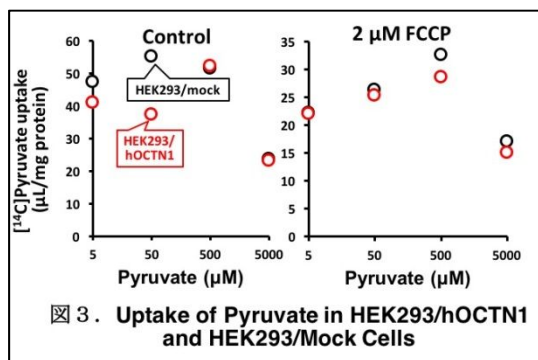 Control
2 μM FCCP
[¹⁴C]Pyruvate uptake
(μL/mg protein)
60
50
40
30
20
10
0
HEK293/mock
HEK293/
hOCTN1
5
50
500
5000
Pyruvate (μM)
35
30
25
20
15
10
5
0
5
50
500
5000
Pyruvate (μM)
図3. Uptake of Pyruvate in HEK293/hOCTN1
and HEK293/Mock Cells